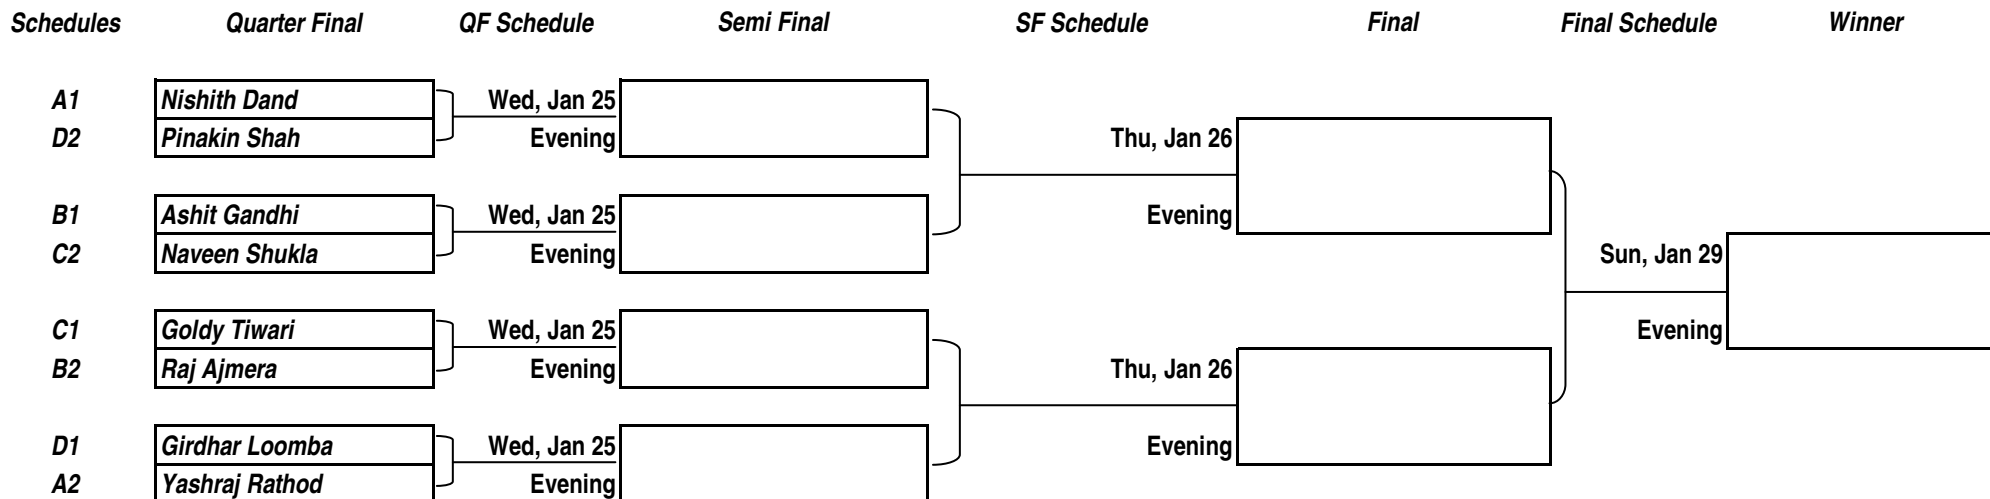 Schedules Quarter Final QF Schedule Semi Final SF Schedule Final Final Schedule Winner
A1 Nishith Dand Wed, Jan 25
D2 Pinakin Shah Evening Thu, Jan 26
B1 Ashit Gandhi Wed, Jan 25 Evening
C2 Naveen Shukla Evening Sun, Jan 29
C1 Goldy Tiwari Wed, Jan 25 Evening
B2 Raj Ajmera Evening Thu, Jan 26
D1 Girdhar Loomba Wed, Jan 25 Evening
A2 Yashraj Rathod Evening